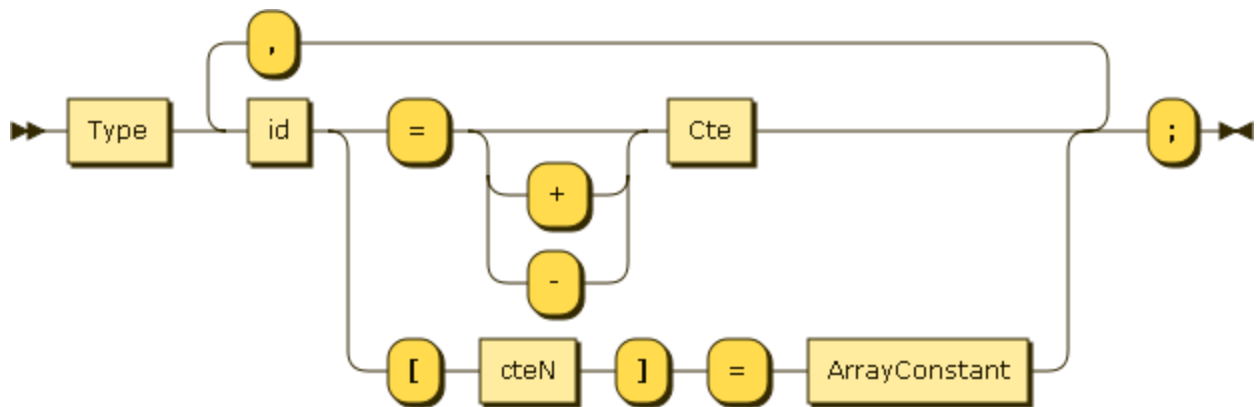 ,
Type id = Cte ;
+
-
[ cteN ] = ArrayConstant